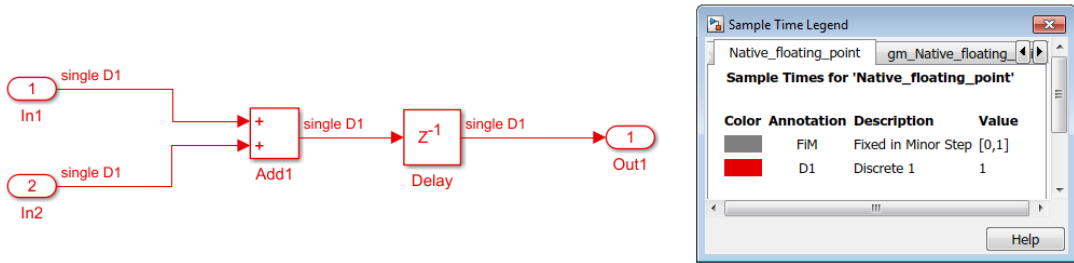 single D1
1
In1
single D1
2
In2
+
+
Add1
single D1
Z-1
Delay
single D1
1
Out1
Sample Time Legend
Native_floating_point
gm_Native_floating_
Sample Times for 'Native_floating_point'
Color Annotation Description Value
FiM Fixed in Minor Step [0,1]
D1 Discrete 1 1
Help